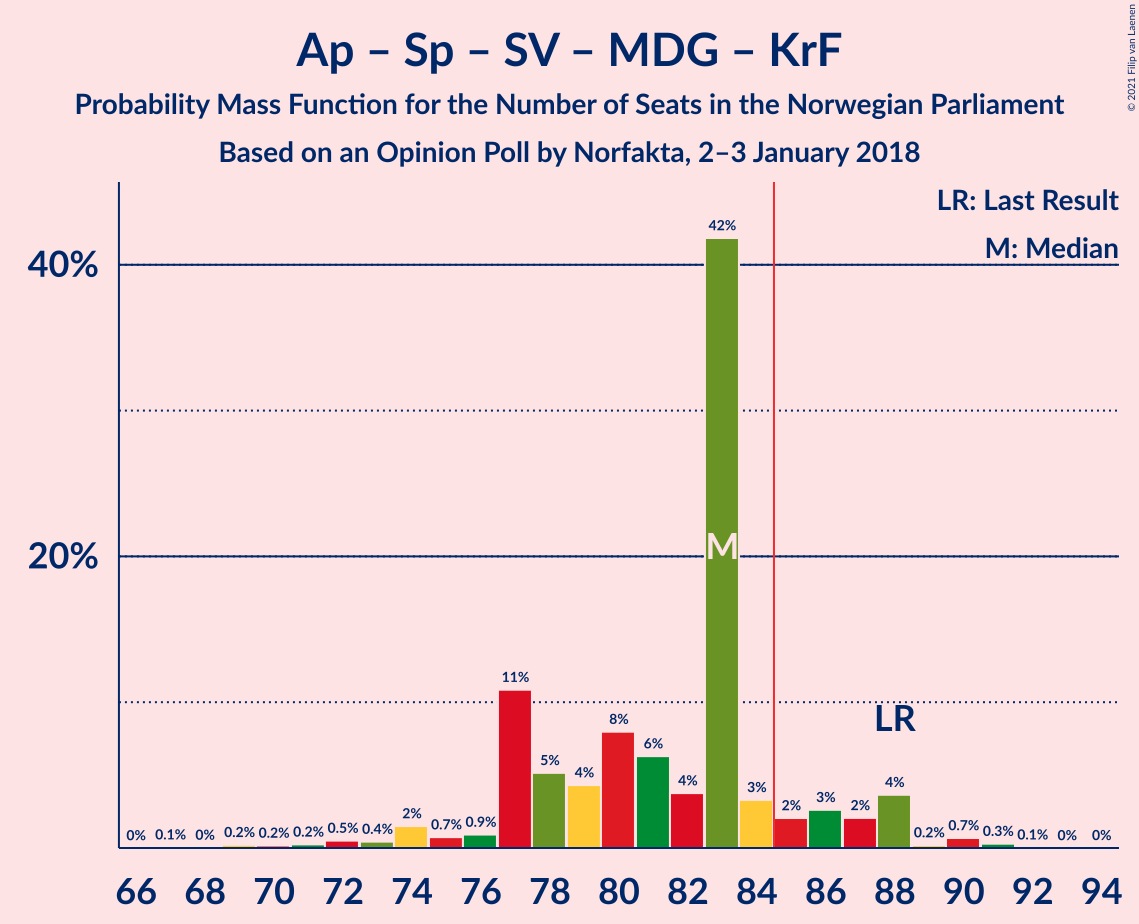 Ap – Sp – SV – MDG – KrF
Probability Mass Function for the Number of Seats in the Norwegian Parliament
Based on an Opinion Poll by Norfakta, 2–3 January 2018
© 2021 Filip van Laenen
LR: Last Result
M: Median
40%
20%
0% 0.1% 0% 0.2% 0.2% 0.2% 0.5% 0.4% 2% 0.7% 0.9% 11% 5% 4% 8% 6% 4% 42% 3% 2% 3% 2% 4% 0.2% 0.7% 0.3% 0.1% 0% 0%
M
LR
66 68 70 72 74 76 78 80 82 84 86 88 90 92 94